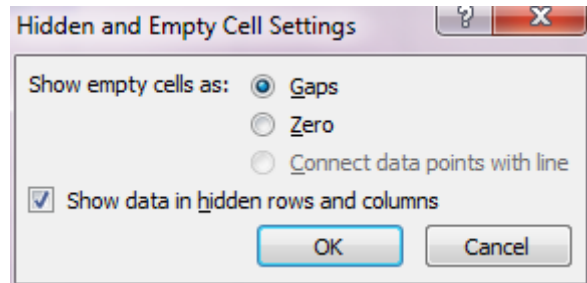 Hidden and Empty Cell Settings
?
X
Show empty cells as:
Gaps
Zero
Connect data points with line
Show data in hidden rows and columns
OK
Cancel